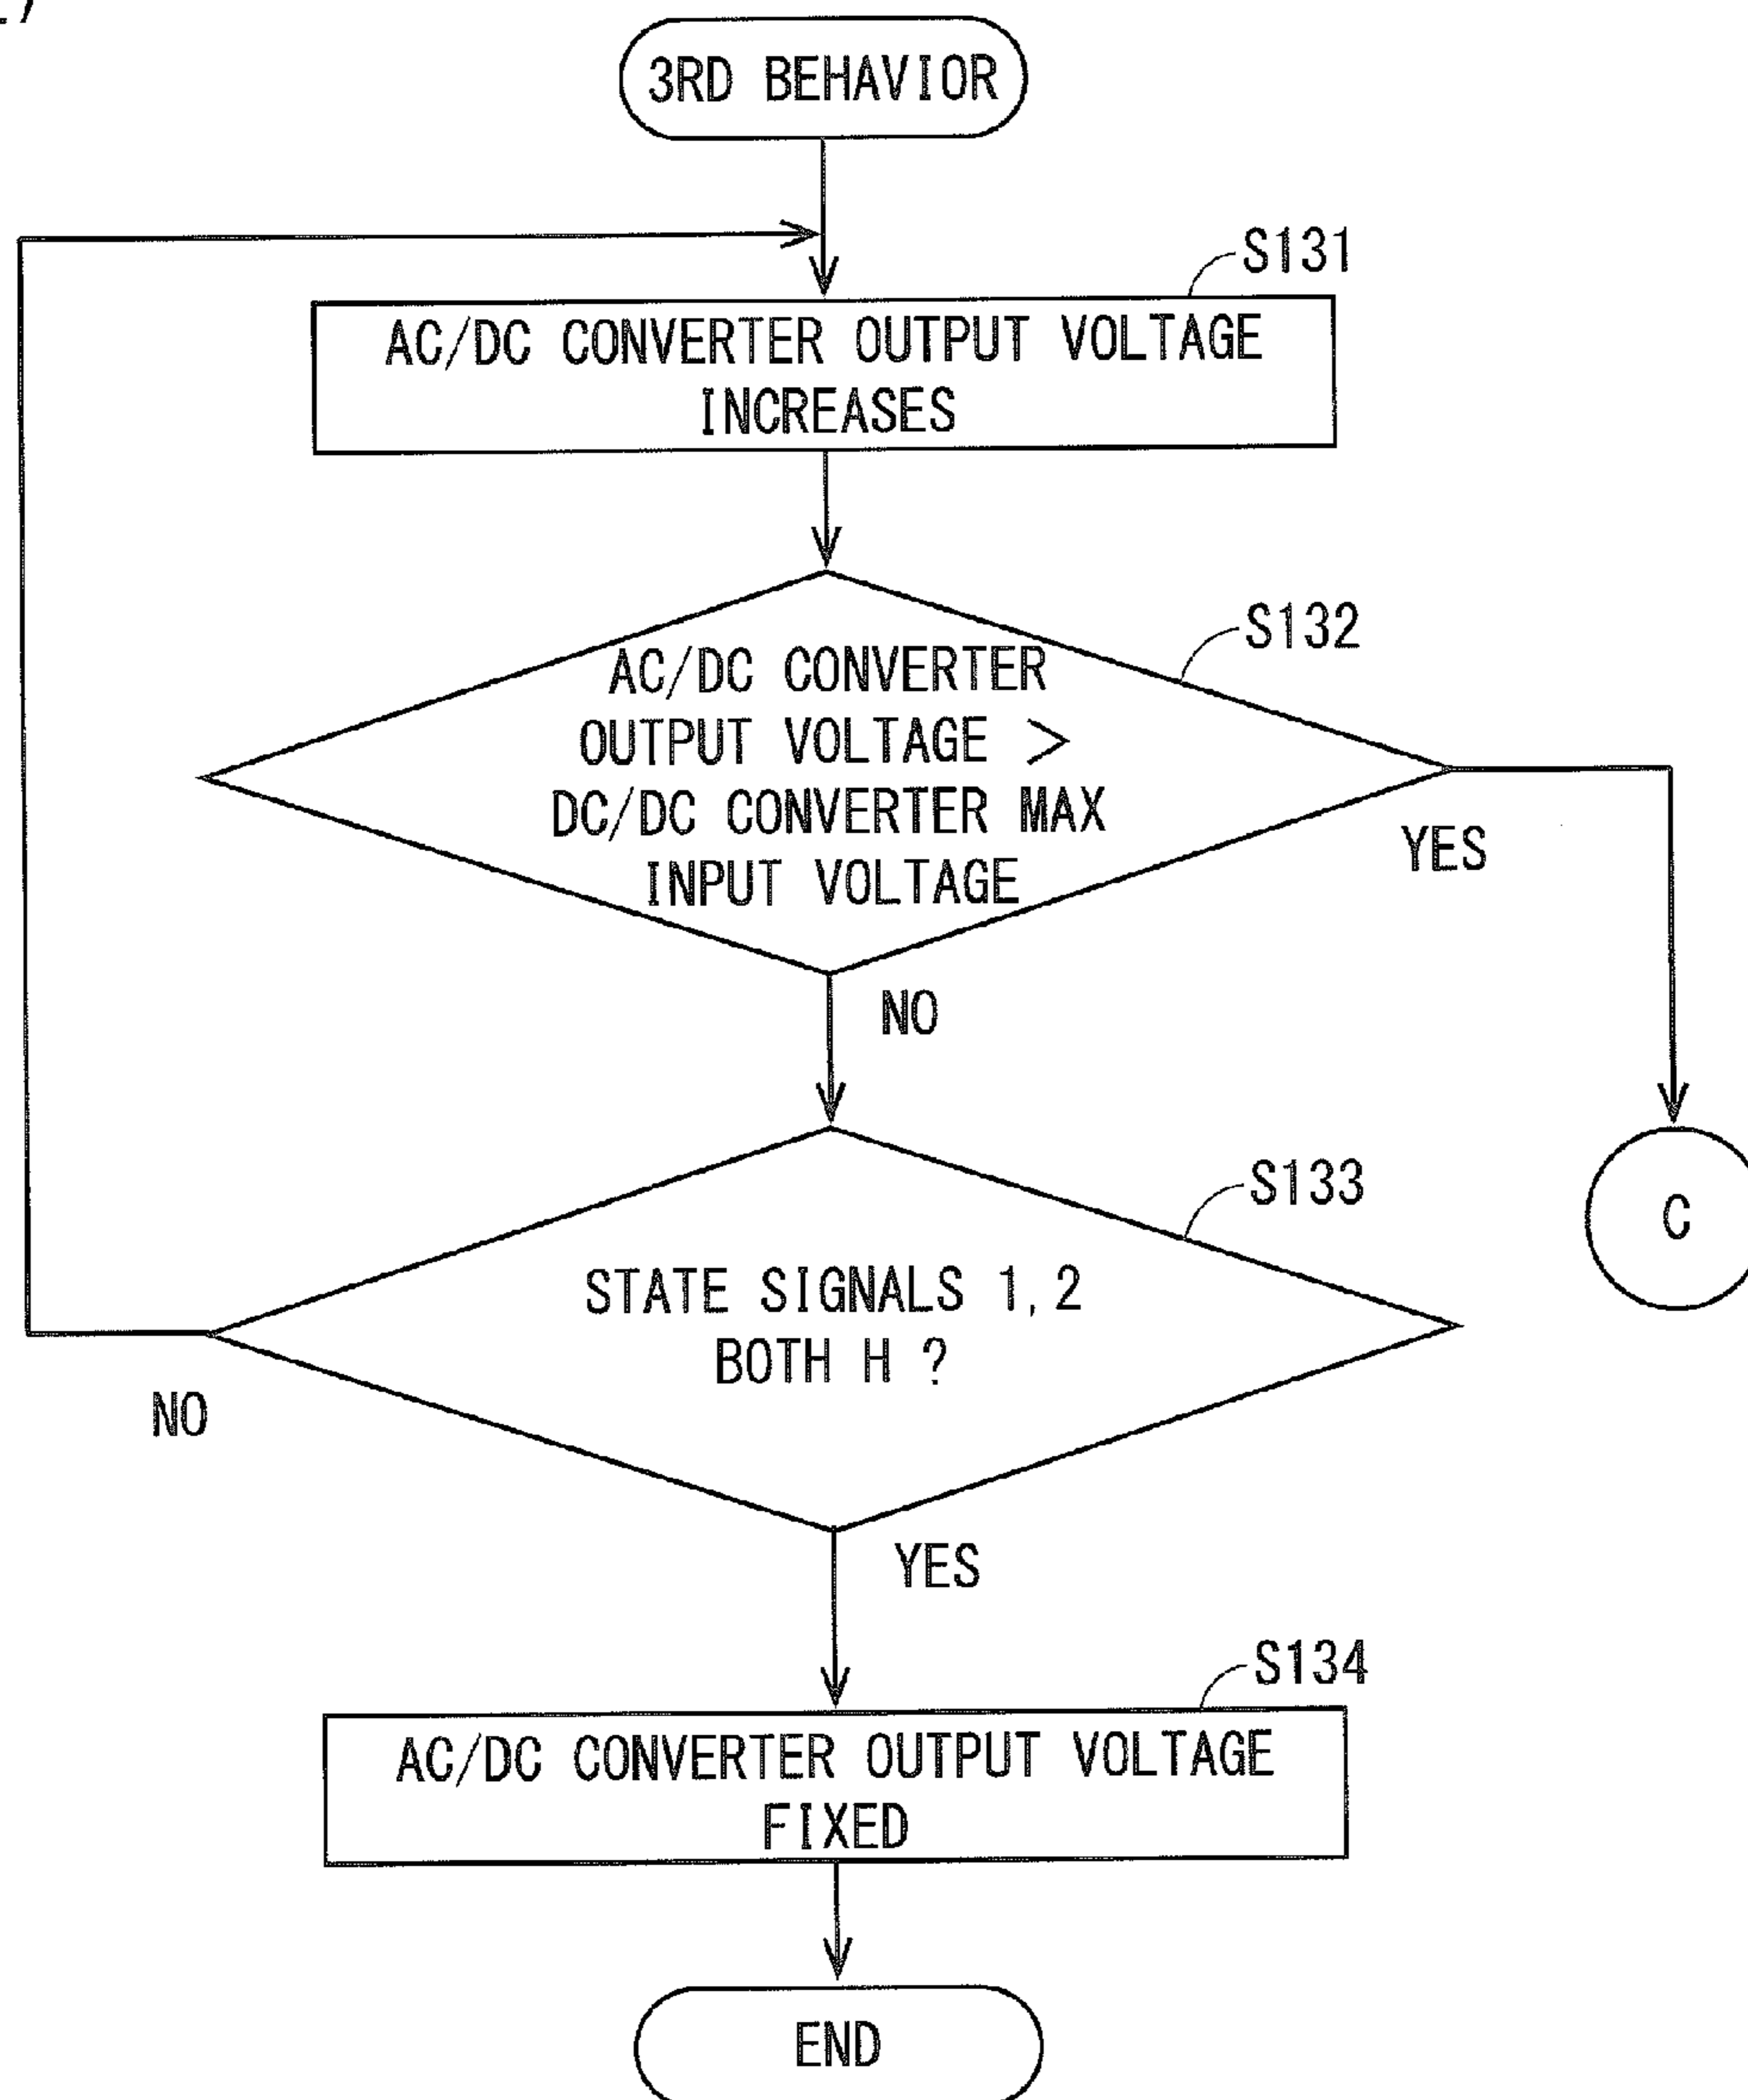 3RD BEHAVIOR
S131
AC/DC CONVERTER OUTPUT VOLTAGE
INCREASES
S132
AC/DC CONVERTER
OUTPUT VOLTAGE >
DC/DC CONVERTER MAX
INPUT VOLTAGE
YES
NO
C
S133
STATE SIGNALS 1,2
BOTH H ?
NO
YES
S134
AC/DC CONVERTER OUTPUT VOLTAGE
FIXED
END